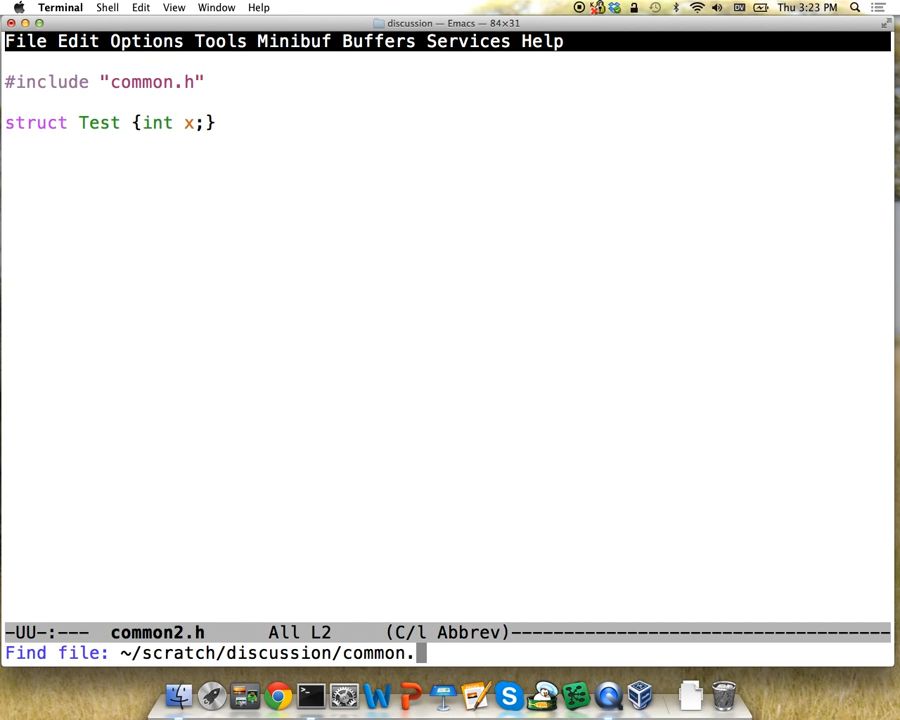 Terminal Shell Edit View Window Help DV Thu 3:23 PM
discussion — Emacs — 84×31
File Edit Options Tools Minibuf Buffers Services Help
#include "common.h"
struct Test {int x;}
-UU-:--- common2.h All L2 (C/l Abbrev)------------------------------------
Find file: ~/scratch/discussion/common.